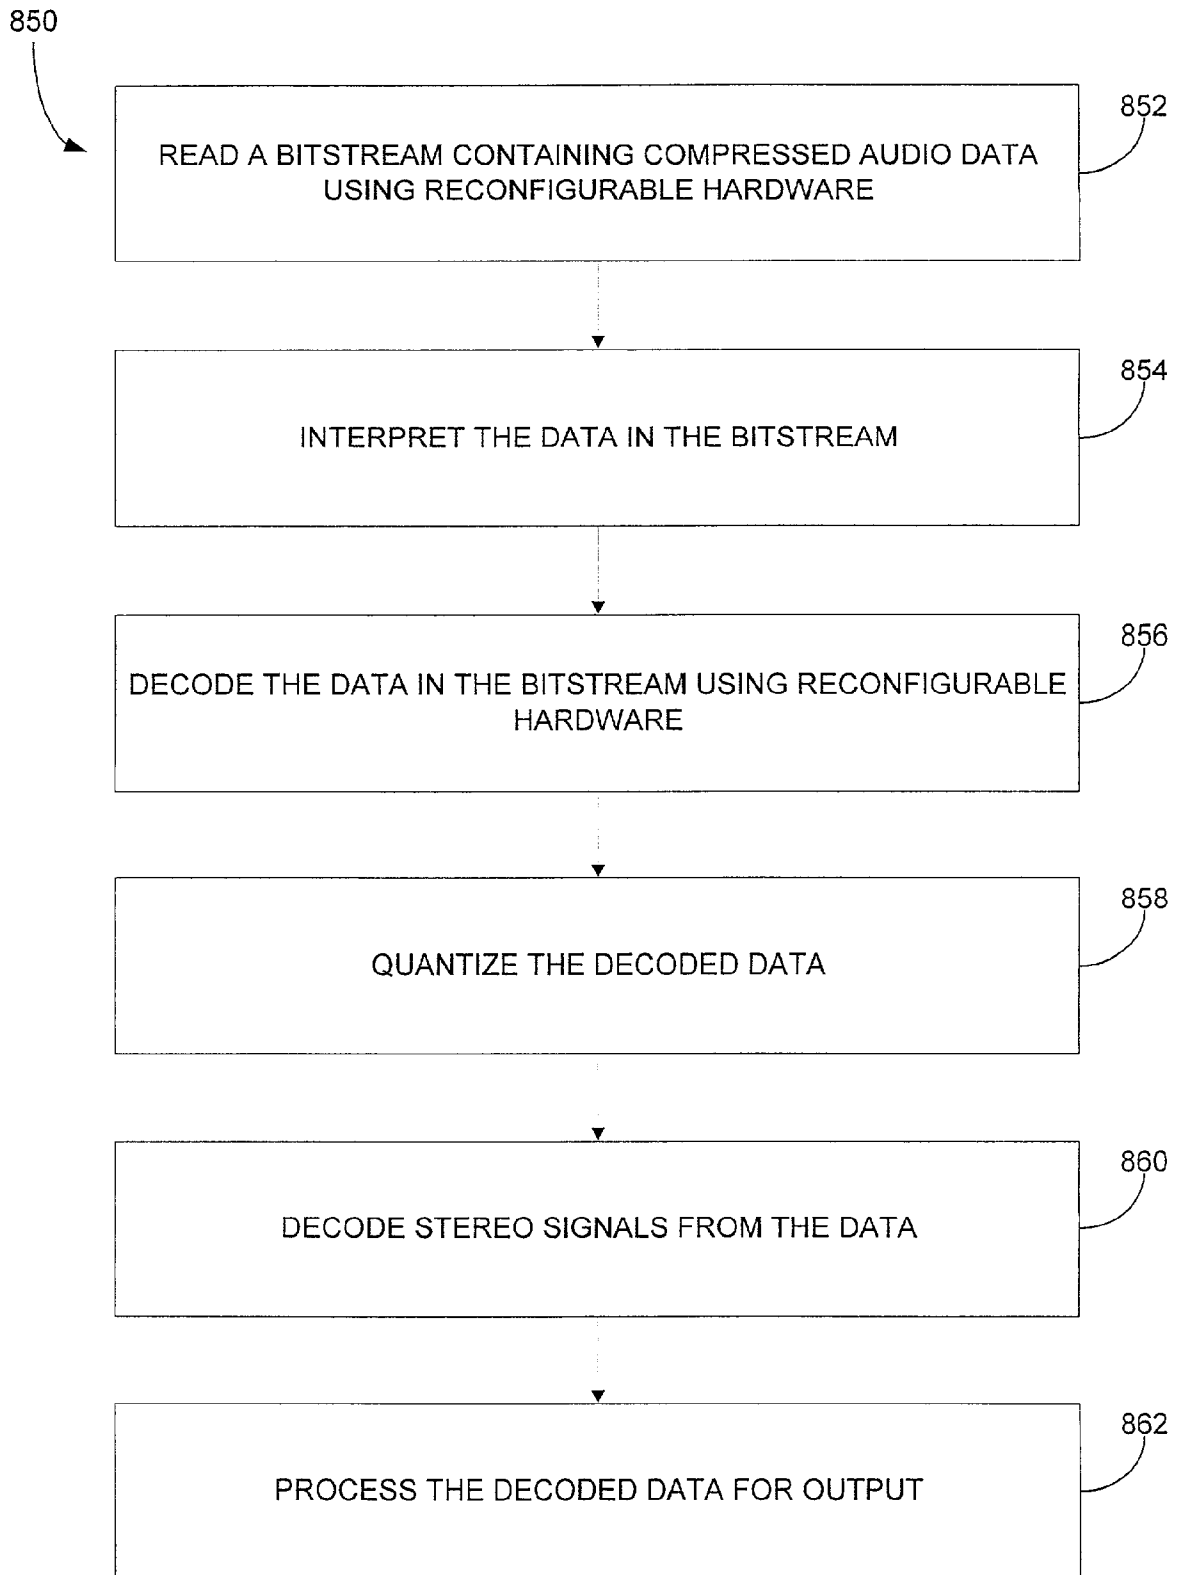 850
852
READ A BITSTREAM CONTAINING COMPRESSED AUDIO DATA
USING RECONFIGURABLE HARDWARE
854
INTERPRET THE DATA IN THE BITSTREAM
856
DECODE THE DATA IN THE BITSTREAM USING RECONFIGURABLE
HARDWARE
858
QUANTIZE THE DECODED DATA
860
DECODE STEREO SIGNALS FROM THE DATA
862
PROCESS THE DECODED DATA FOR OUTPUT